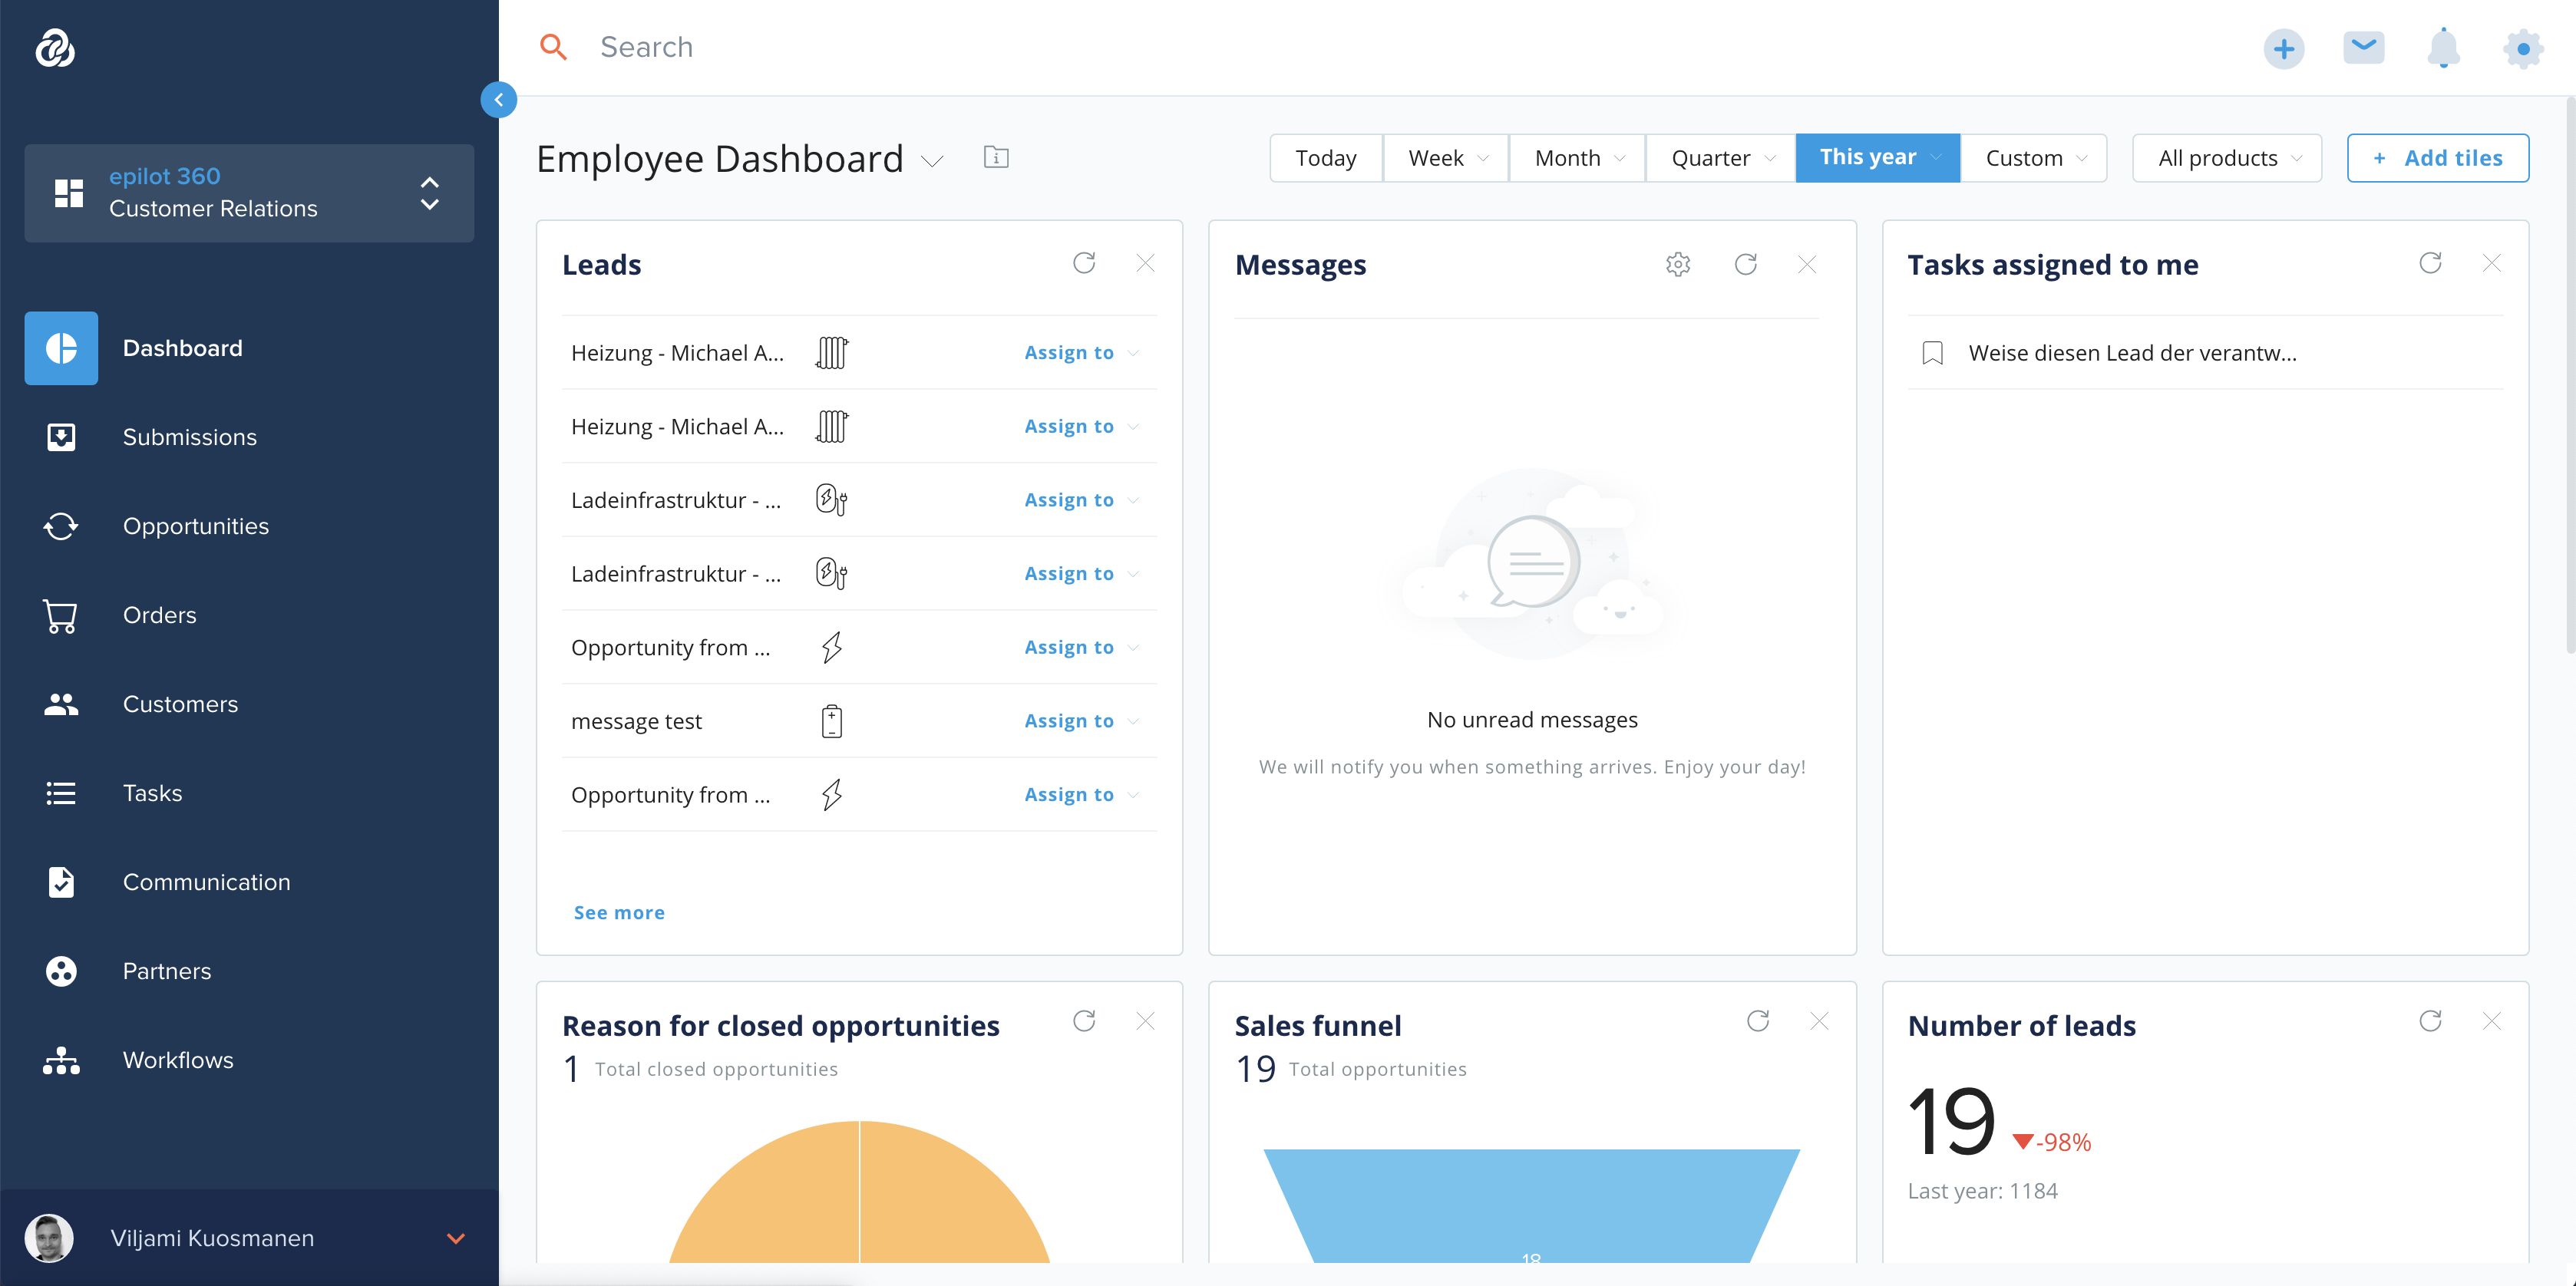 Search
epilot 360
Customer Relations
Dashboard
Submissions
Opportunities
Orders
Customers
Tasks
Communication
Partners
Workflows
Viljami Kuosmanen
Employee Dashboard
Today
Week
Month
Quarter
This year
Custom
All products
+ Add tiles
Leads
Heizung - Michael A... Assign to
Heizung - Michael A... Assign to
Ladeinfrastruktur - ... Assign to
Ladeinfrastruktur - ... Assign to
Opportunity from ... Assign to
message test Assign to
Opportunity from ... Assign to
See more
Messages
No unread messages
We will notify you when something arrives. Enjoy your day!
Tasks assigned to me
Weise diesen Lead der verantw...
Reason for closed opportunities
1 Total closed opportunities
Sales funnel
19 Total opportunities
18
Number of leads
19 -98%
Last year: 1184